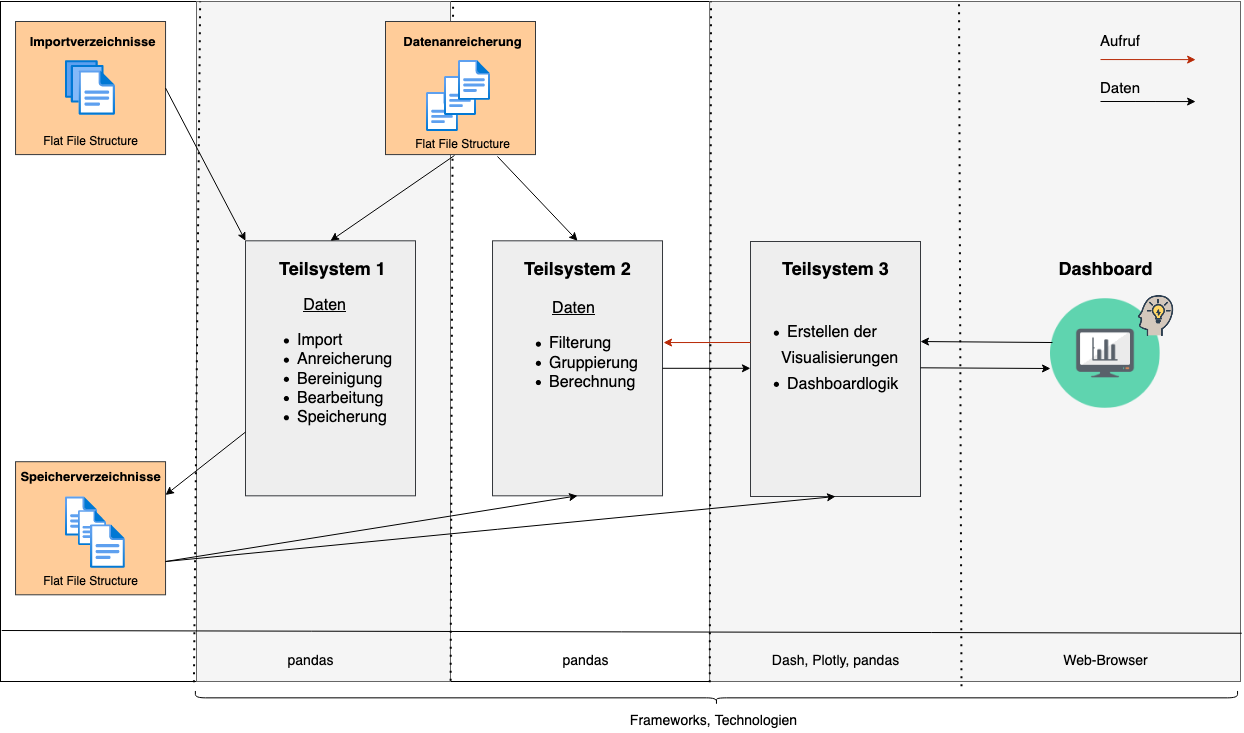 Importverzeichnisse
Flat File Structure
Datenanreicherung
Flat File Structure
Aufruf
Daten
Teilsystem 1
Daten
• Import
• Anreicherung
• Bereinigung
• Bearbeitung
• Speicherung
Teilsystem 2
Daten
• Filterung
• Gruppierung
• Berechnung
Teilsystem 3
• Erstellen der
Visualisierungen
• Dashboardlogik
Dashboard
Speicherverzeichnisse
Flat File Structure
pandas
pandas
Dash, Plotly, pandas
Web-Browser
Frameworks, Technologien